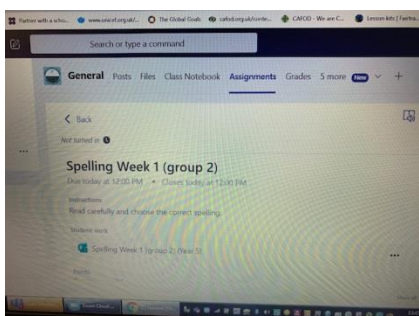 Partner with a scho...
www.unicef.org.uk/...
The Global Goals
cafod.org.uk/conte...
CAFOD - We are C...
Lesson kits | Fairtra
Search or type a command
General Posts Files Class Notebook Assignments Grades 5 more New +
Back
Not turned in
Spelling Week 1 (group 2)
Due today at 12:00 PM • Closes today at 12:00 PM
Instructions
Read carefully and choose the correct spelling.
Student work
Spelling Week 1 (group 2) (Year 5)
Points